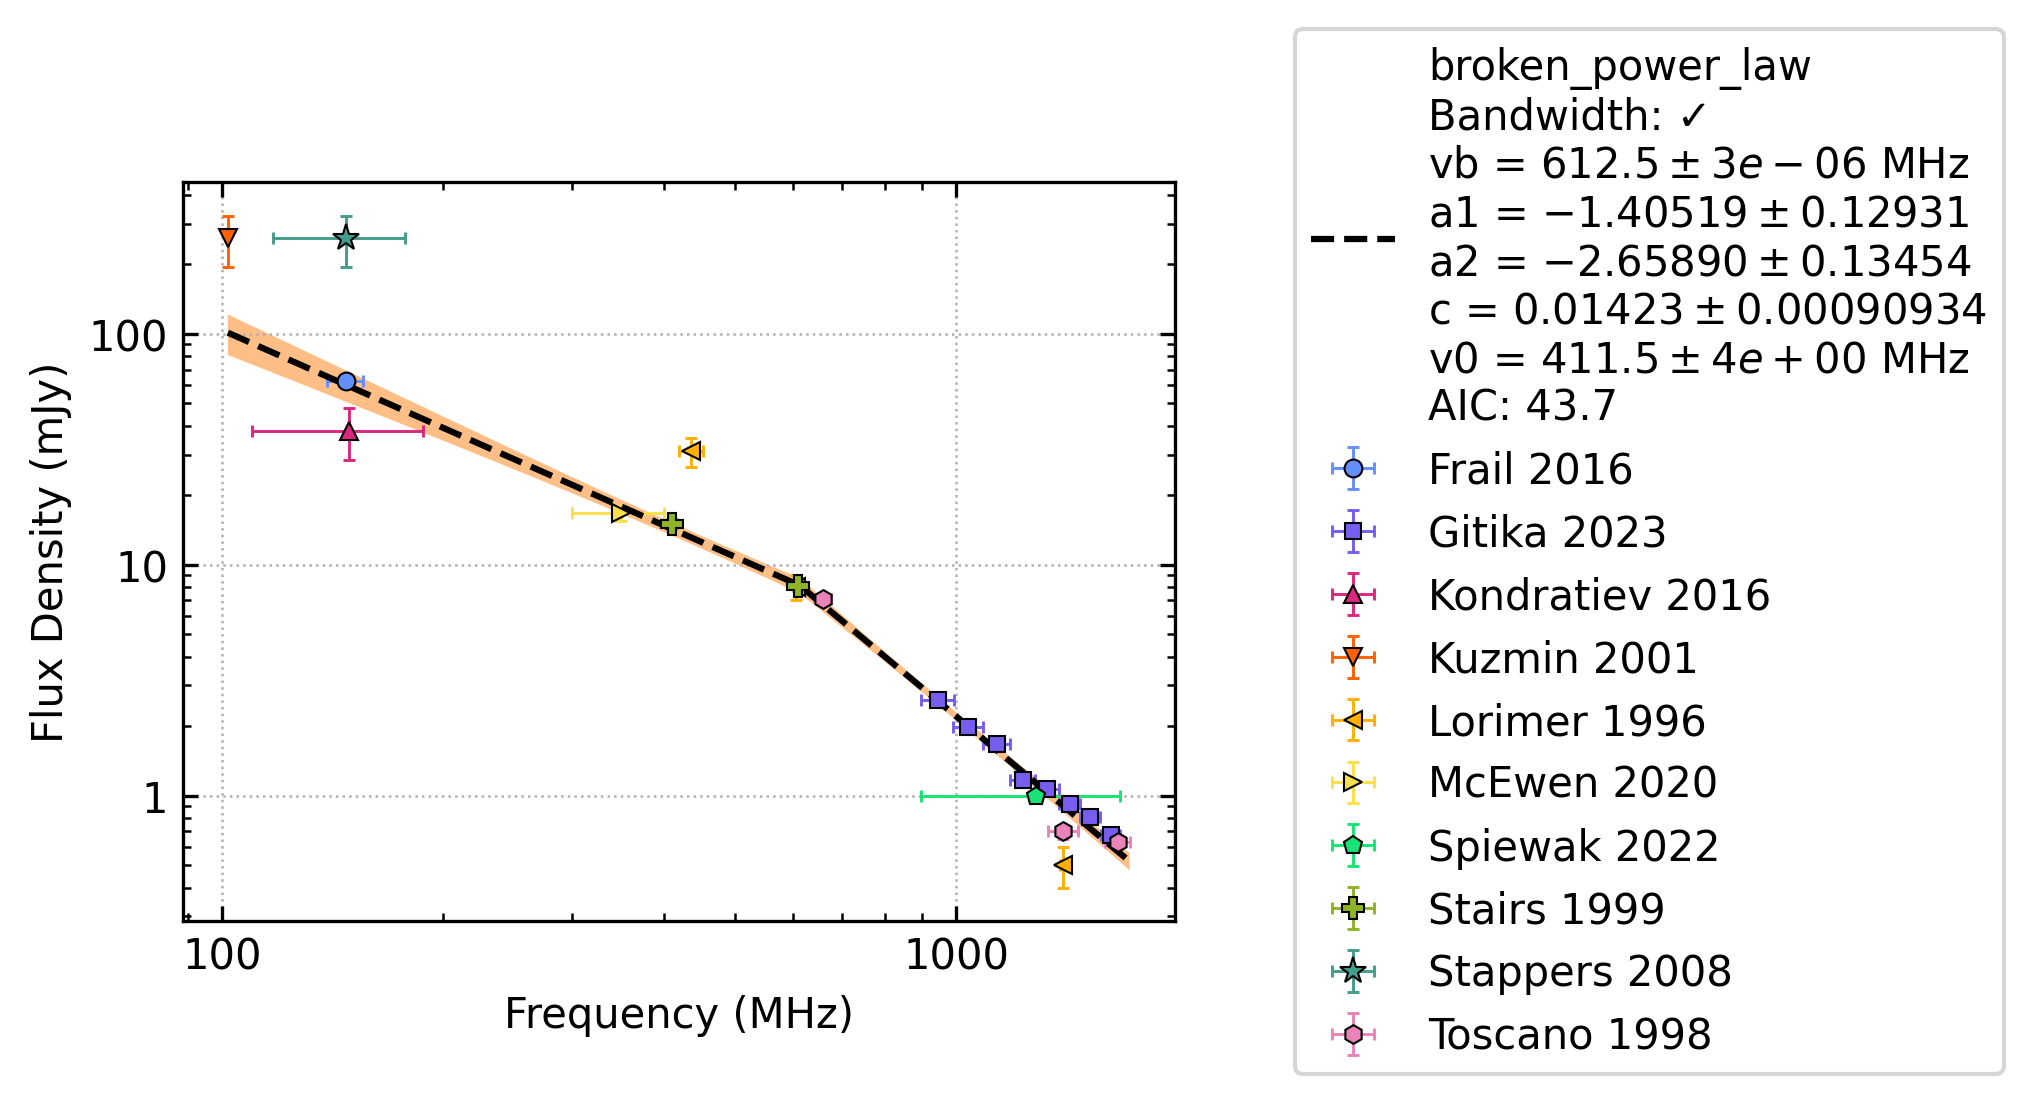 broken_power_law
Bandwidth: ✓
vb = 612.5 ± 3e − 06 MHz
a1 = −1.40519 ± 0.12931
a2 = −2.65890 ± 0.13454
c = 0.01423 ± 0.00090934
v0 = 411.5 ± 4e + 00 MHz
AIC: 43.7
Frail 2016
Gitika 2023
Kondratiev 2016
Kuzmin 2001
Lorimer 1996
McEwen 2020
Spiewak 2022
Stairs 1999
Stappers 2008
Toscano 1998
Flux Density (mJy)
100
10
1
100
1000
Frequency (MHz)